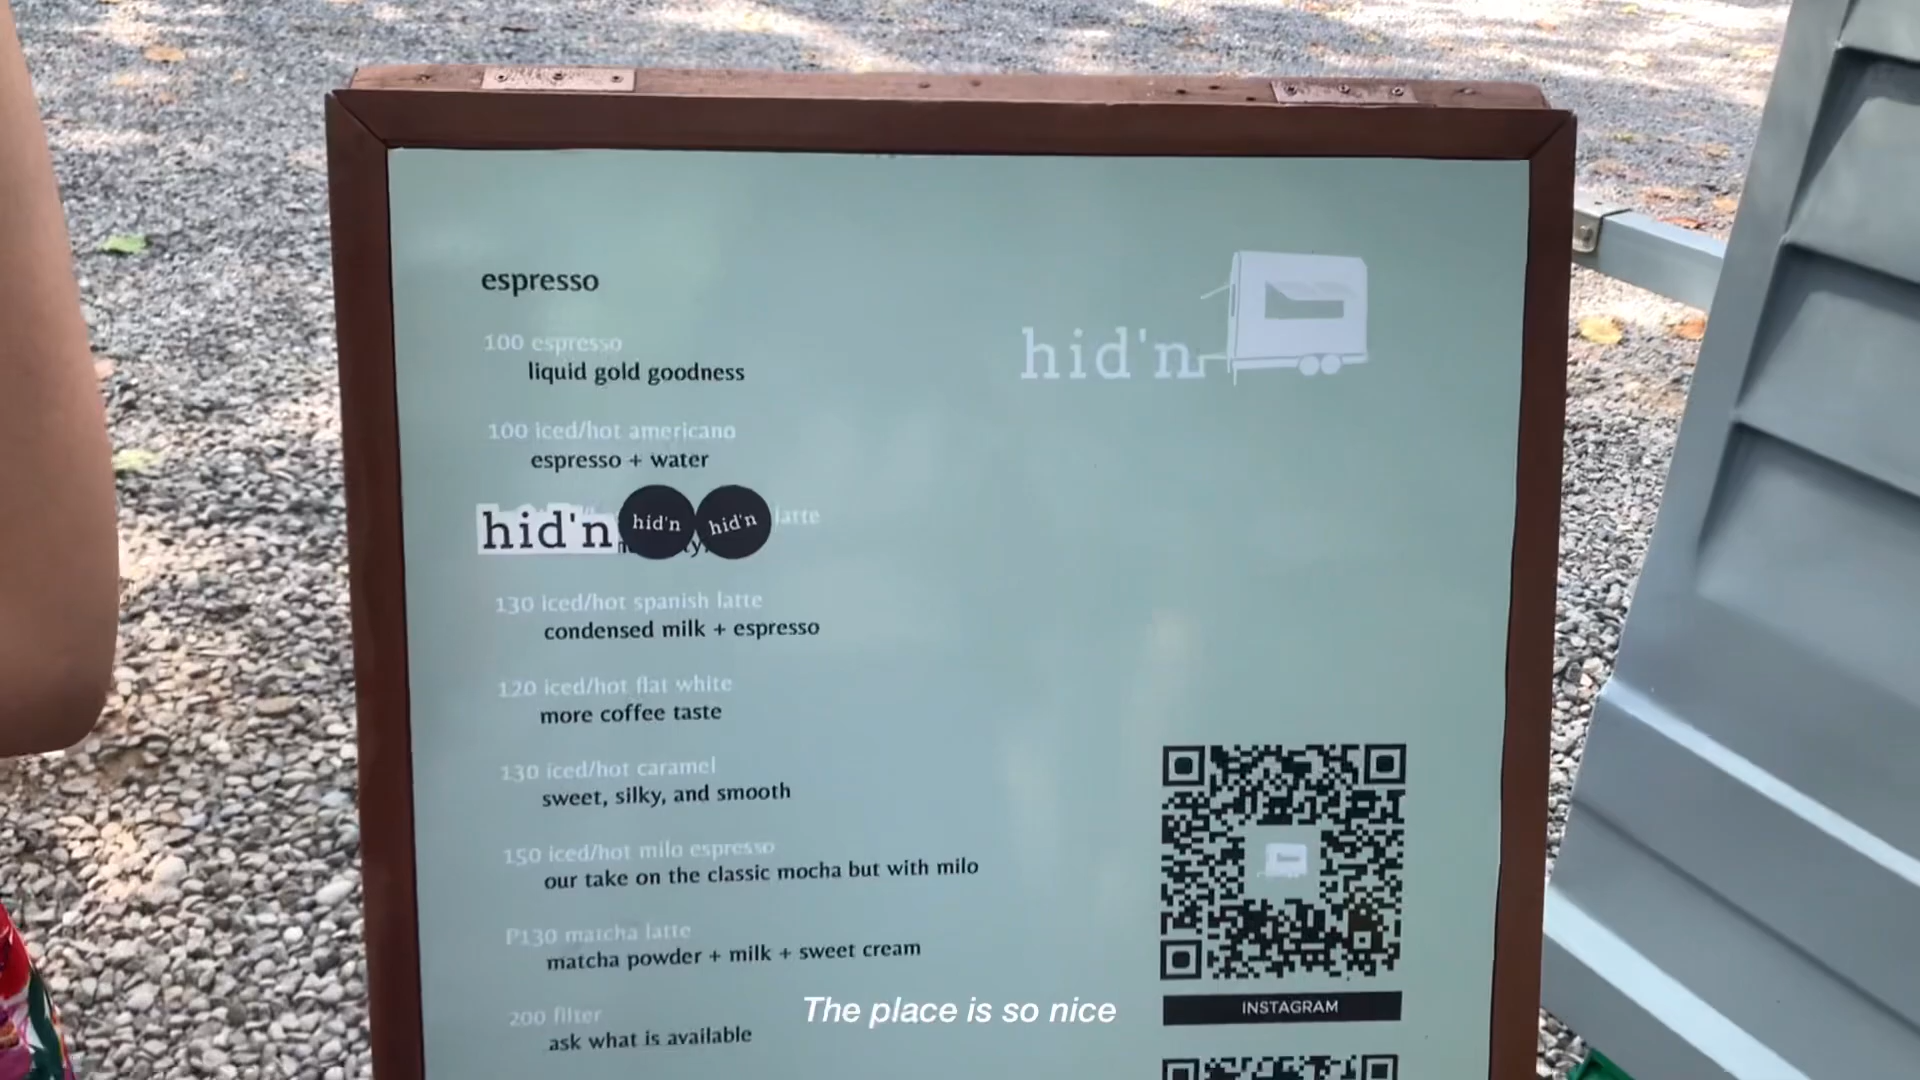 espresso
100 espresso
liquid gold goodness
hid'n
100 iced/hot americano
espresso + water
hid'n hid'n hid'n latte
130 iced/hot spanish latte
condensed milk + espresso
120 iced/hot flat white
more coffee taste
130 iced/hot caramel
sweet, silky, and smooth
150 iced/hot milo espresso
our take on the classic mocha but with milo
P130 matcha latte
matcha powder + milk + sweet cream
200 filter
ask what is available
INSTAGRAM
The place is so nice